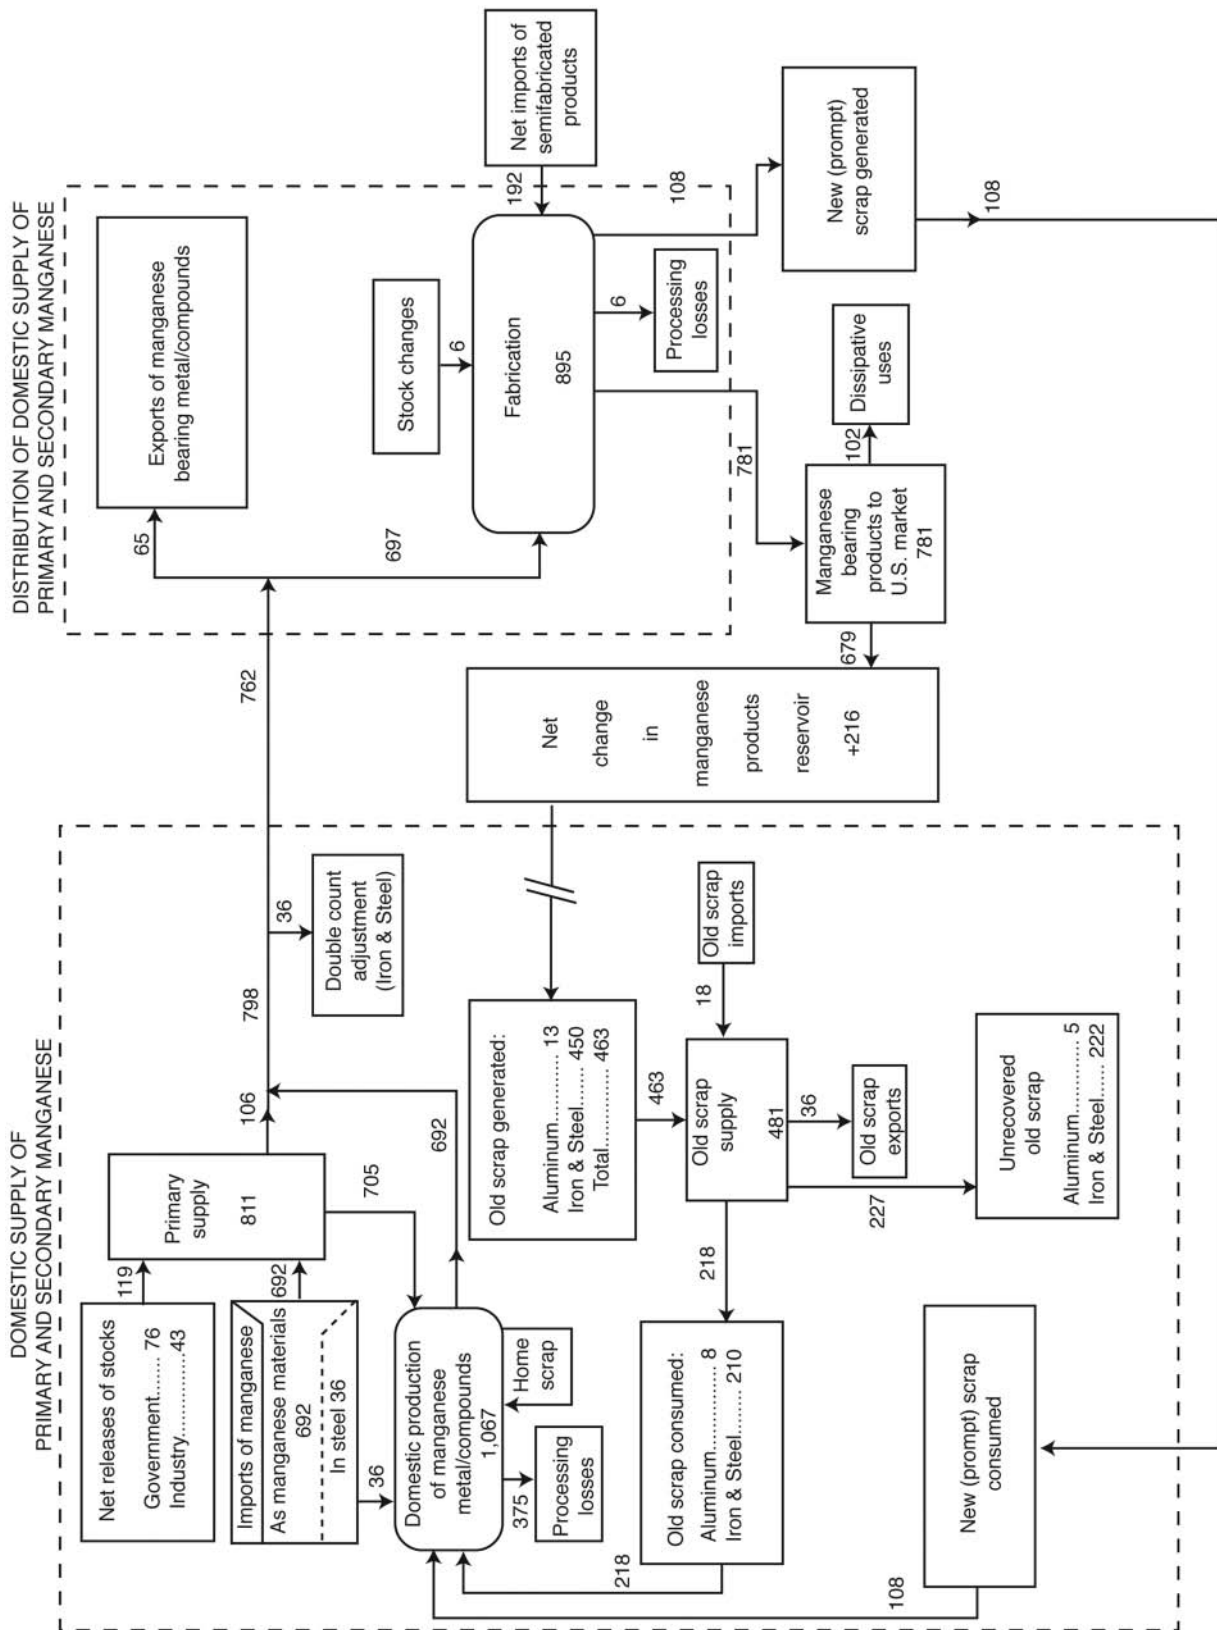 DOMESTIC SUPPLY OF
PRIMARY AND SECONDARY MANGANESE
Net releases of stocks
Government....... 76
Industry..............43
119
Imports of manganese
As manganese materials
692
In steel 36
692
Primary
supply
811
106
705
36
Domestic production
of manganese
metal/compounds
1,067
692
375
Processing
losses
Home
scrap
798
36
Double count
adjustment
(Iron & Steel)
762
Old scrap generated:
Aluminum............. 13
Iron & Steel...... 450
Total............. 463
463
Old scrap
supply
481
18
Old scrap
imports
36
Old scrap
exports
227
Unrecovered
old scrap
Aluminum.............. 5
Iron & Steel...... 222
218
Old scrap consumed:
Aluminum.............. 8
Iron & Steel........ 210
218
New (prompt) scrap
consumed
108
DISTRIBUTION OF DOMESTIC SUPPLY OF
PRIMARY AND SECONDARY MANGANESE
65
Exports of manganese
bearing metal/compounds
697
Stock changes
6
Fabrication
895
192
Net imports of
semifabricated
products
6
Processing
losses
108
New (prompt)
scrap generated
108
781
Manganese
bearing
products to
U.S. market
781
102
Dissipative
uses
679
Net
change
in
manganese
products
reservoir
+216